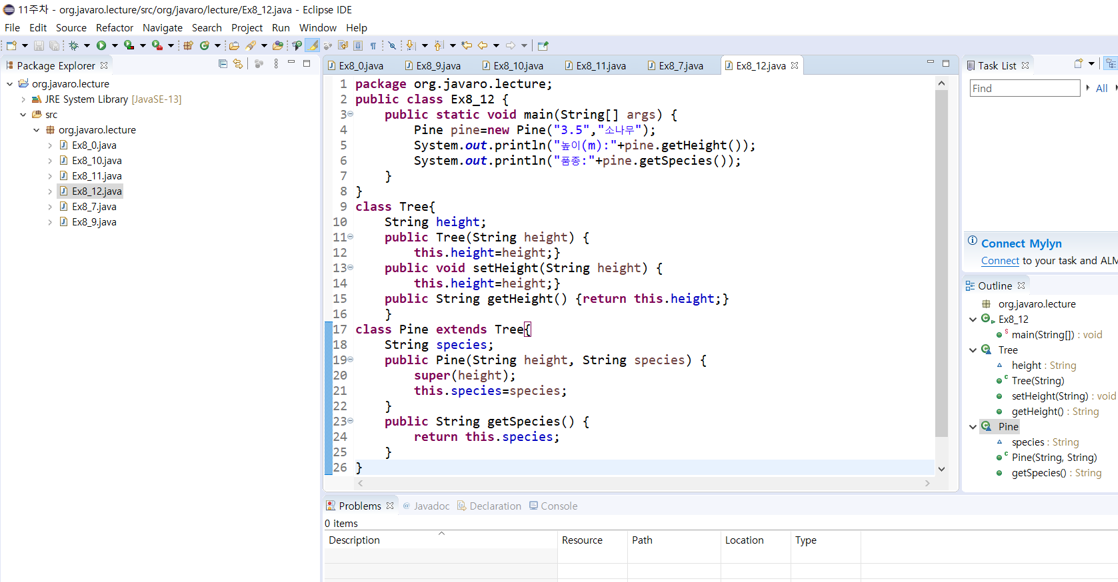 11주차 - org.javaro.lecture/src/org/javaro/lecture/Ex8_12.java - Eclipse IDE
File Edit Source Refactor Navigate Search Project Run Window Help
Package Explorer
org.javaro.lecture
JRE System Library [JavaSE-13]
src
org.javaro.lecture
Ex8_0.java
Ex8_10.java
Ex8_11.java
Ex8_12.java
Ex8_7.java
Ex8_9.java
Ex8_0.java Ex8_9.java Ex8_10.java Ex8_11.java Ex8_7.java Ex8_12.java
1 package org.javaro.lecture;
2 public class Ex8_12 {
3 public static void main(String[] args) {
4 Pine pine=new Pine("3.5","소나무");
5 System.out.println("높이(m):"+pine.getHeight());
6 System.out.println("품종:"+pine.getSpecies());
7 }
8 }
9 class Tree{
10 String height;
11 public Tree(String height) {
12 this.height=height;}
13 public void setHeight(String height) {
14 this.height=height;}
15 public String getHeight() {return this.height;}
16 }
17 class Pine extends Tree{
18 String species;
19 public Pine(String height, String species) {
20 super(height);
21 this.species=species;
22 }
23 public String getSpecies() {
24 return this.species;
25 }
26 }
Task List
Find All
Connect Mylyn
Connect to your task and ALM
Outline
org.javaro.lecture
Ex8_12
main(String[]) : void
Tree
height : String
Tree(String)
setHeight(String) : void
getHeight() : String
Pine
species : String
Pine(String, String)
getSpecies() : String
Problems Javadoc Declaration Console
0 items
Description Resource Path Location Type